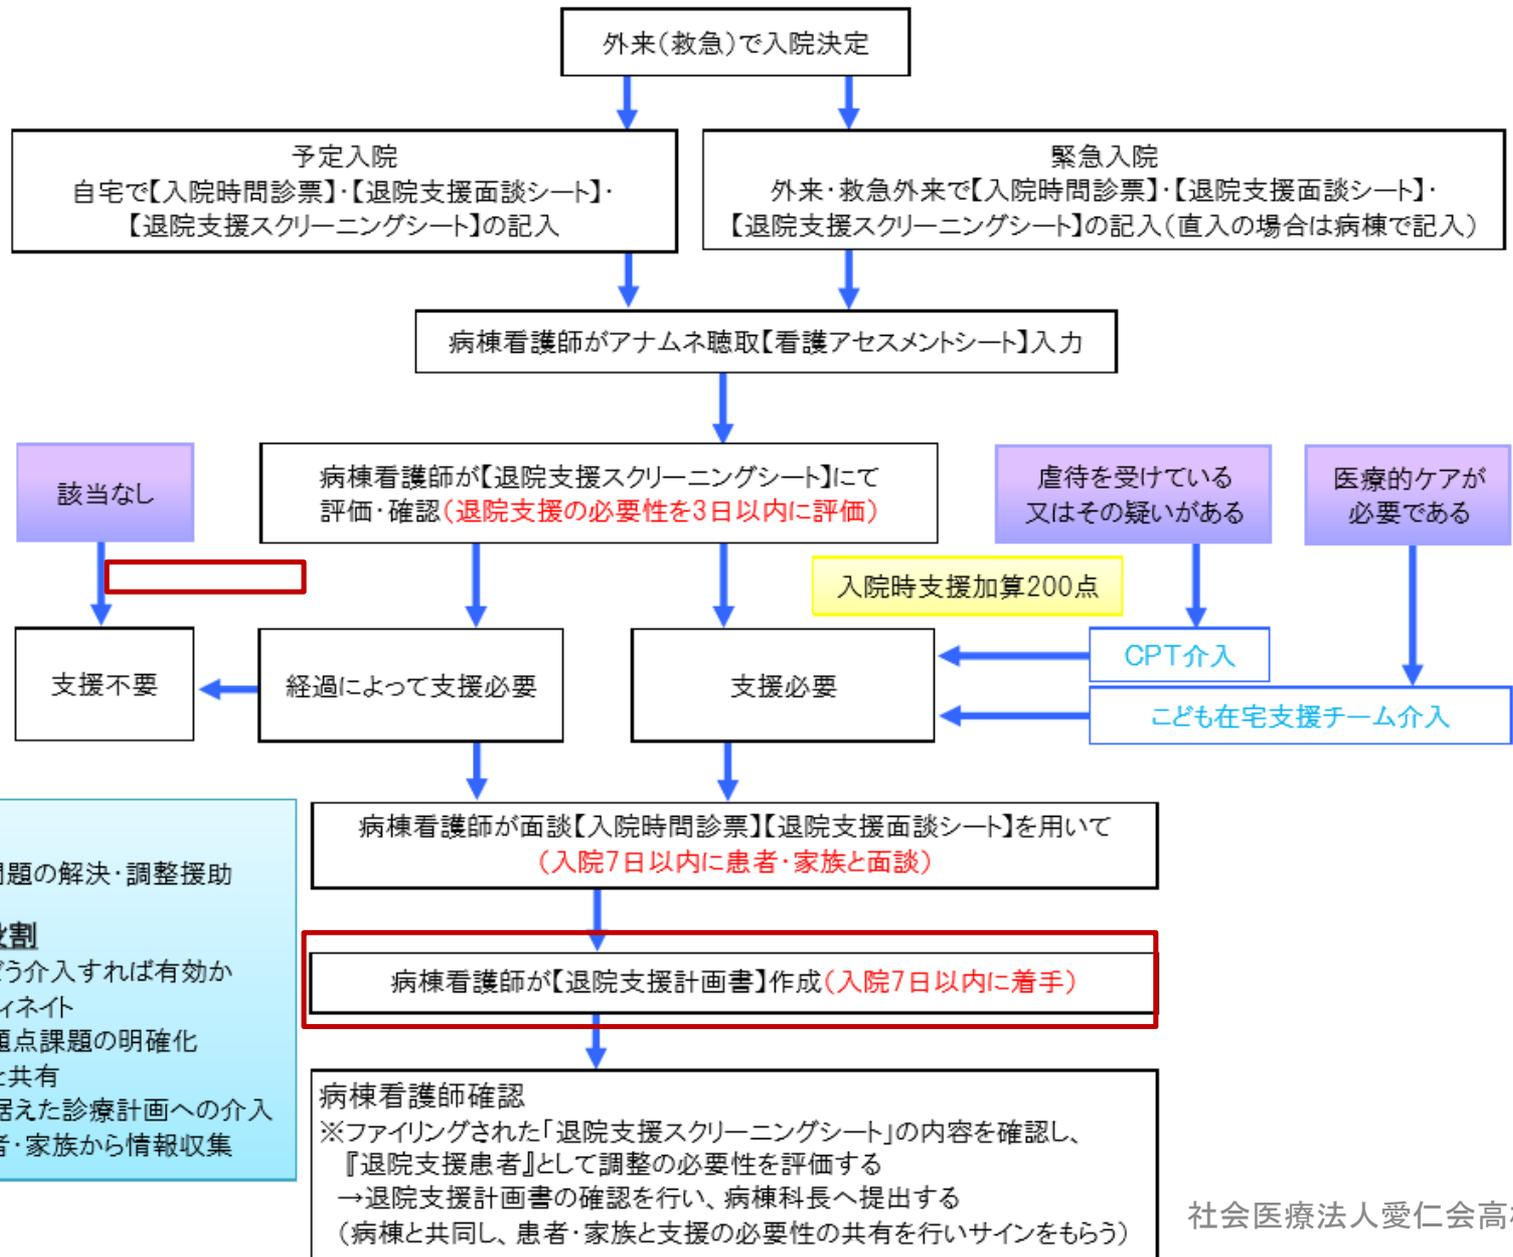 外来(救急)で入院決定
予定入院
自宅で【入院時問診票】・【退院支援面談シート】・
【退院支援スクリーニングシート】の記入
緊急入院
外来・救急外来で【入院時問診票】・【退院支援面談シート】・
【退院支援スクリーニングシート】の記入(直入の場合は病棟で記入)
病棟看護師がアナムネ聴取【看護アセスメントシート】入力
該当なし
病棟看護師が【退院支援スクリーニングシート】にて
評価・確認(退院支援の必要性を3日以内に評価)
虐待を受けている
又はその疑いがある
医療的ケアが
必要である
入院時支援加算200点
支援不要
経過によって支援必要
支援必要
CPT介入
こども在宅支援チーム介入
病棟看護師が面談【入院時問診票】【退院支援面談シート】を用いて
(入院7日以内に患者・家族と面談)
題の解決・調整援助
割
う介入すれば有効か
ィネイト
題点課題の明確化
と共有
据えた診療計画への介入
者・家族から情報収集
病棟看護師が【退院支援計画書】作成(入院7日以内に着手)
病棟看護師確認
※ファイリングされた「退院支援スクリーニングシート」の内容を確認し、
『退院支援患者』として調整の必要性を評価する
→退院支援計画書の確認を行い、病棟科長へ提出する
(病棟と共同し、患者・家族と支援の必要性の共有を行いサインをもらう)
社会医療法人愛仁会高